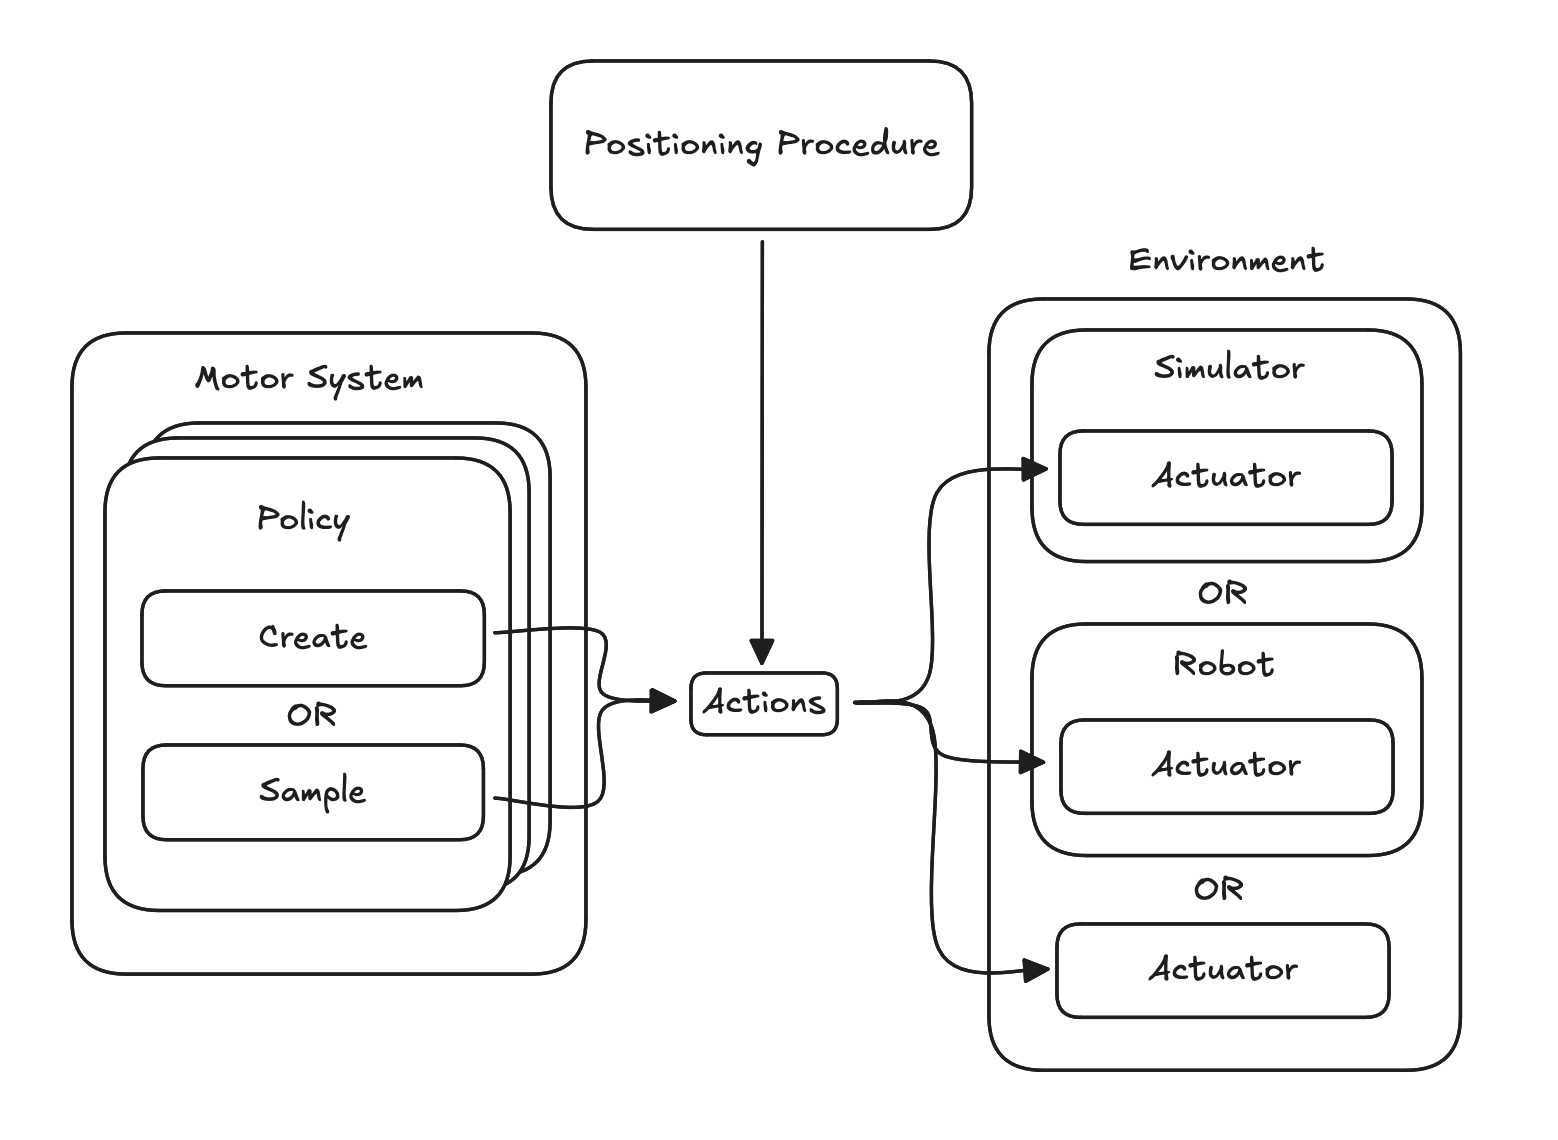 Positioning Procedure
Environment
Motor System
Simulator
Actuator
Policy
OR
Create
Robot
OR
Actions
Actuator
Sample
OR
Actuator